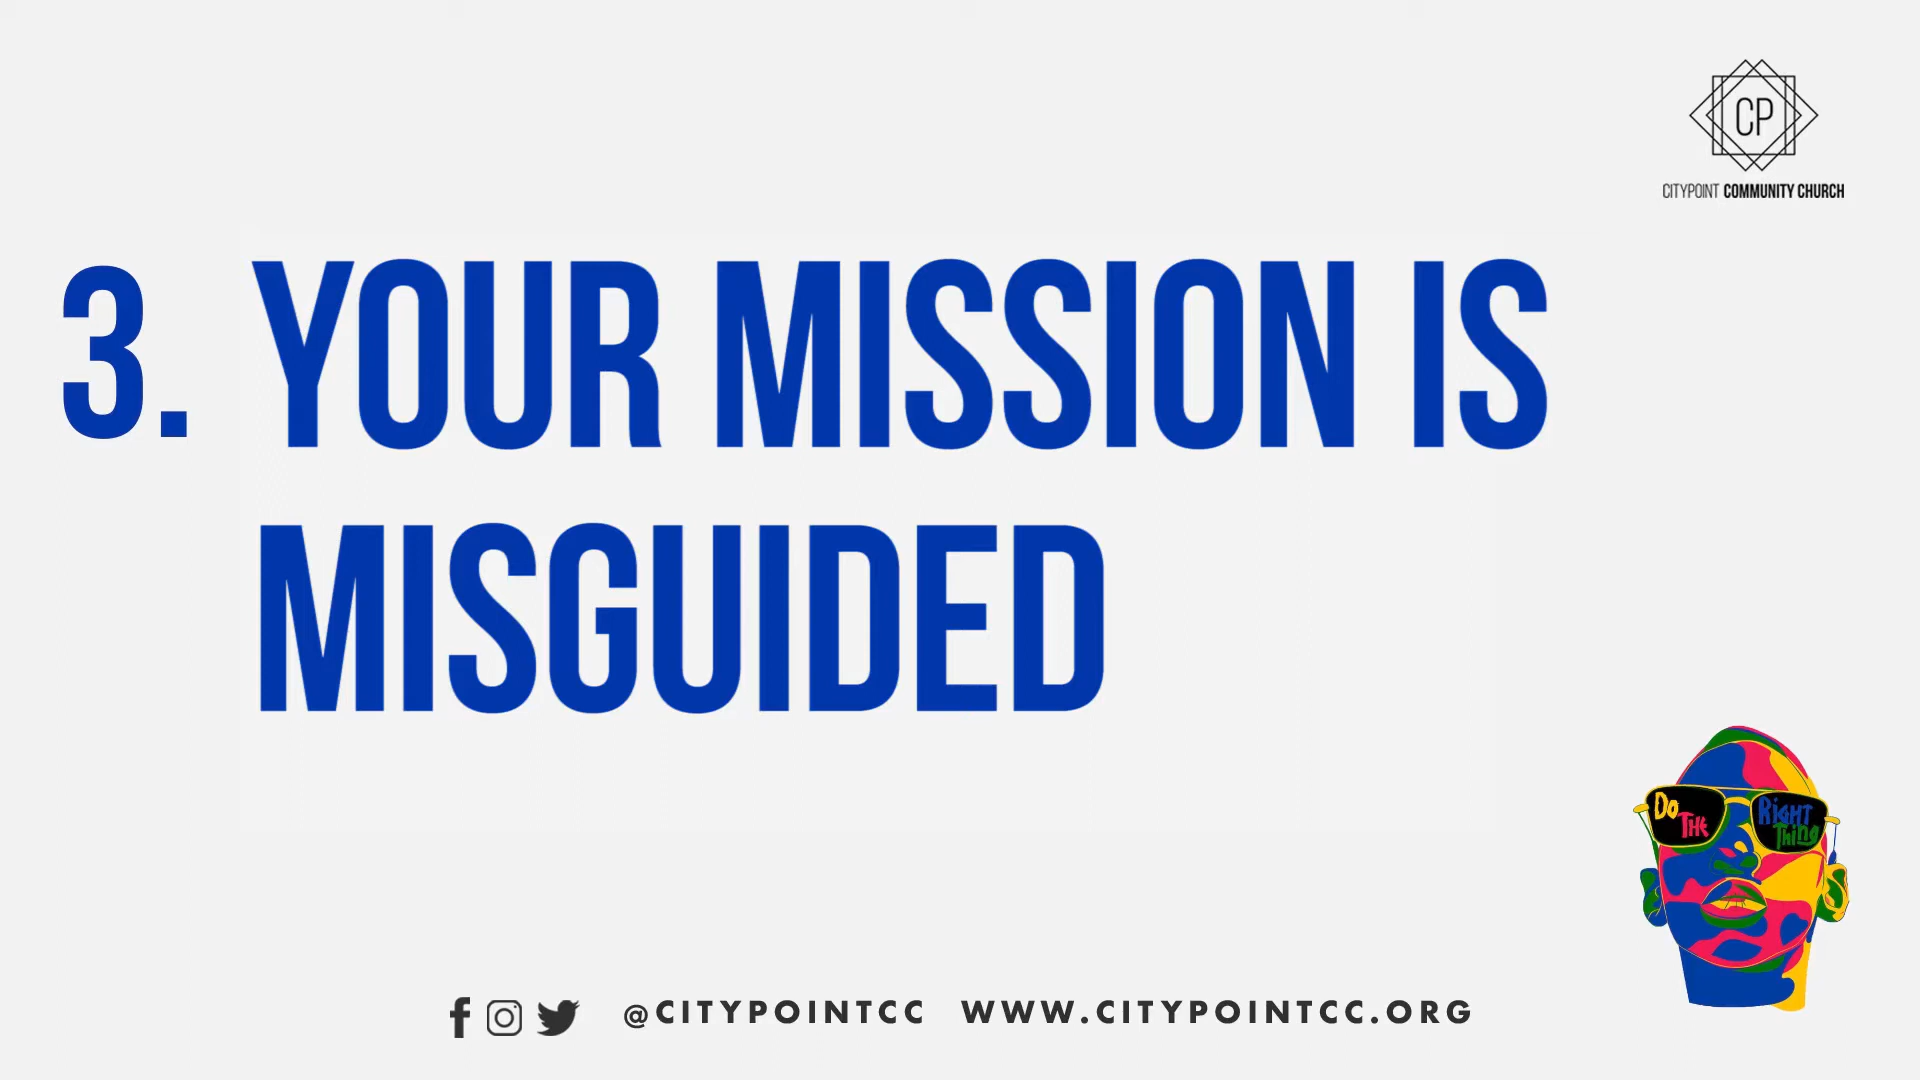 CP
CITYPOINT COMMUNITY CHURCH
3. YOUR MISSION IS
MISGUIDED
DO THE
RIGHT Thing
@CITYPOINTCC WWW.CITYPOINTCC.ORG